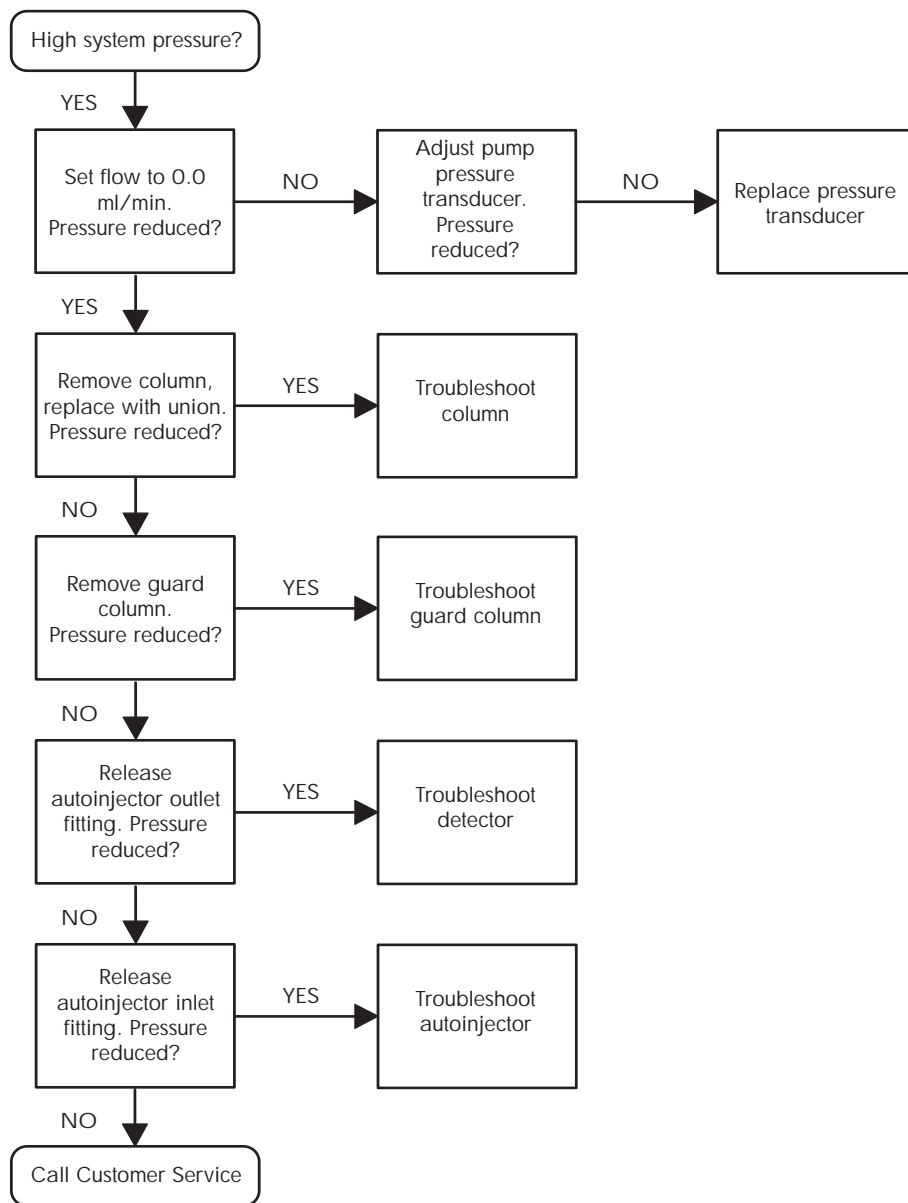 High system pressure?
YES
Set flow to 0.0
ml/min.
Pressure reduced?
NO
Adjust pump
pressure
transducer.
Pressure
reduced?
NO
Replace pressure
transducer
YES
Remove column,
replace with union.
Pressure reduced?
YES
Troubleshoot
column
NO
Remove guard
column.
Pressure reduced?
YES
Troubleshoot
guard column
NO
Release
autoinjector outlet
fitting. Pressure
reduced?
YES
Troubleshoot
detector
NO
Release
autoinjector inlet
fitting. Pressure
reduced?
YES
Troubleshoot
autoinjector
NO
Call Customer Service